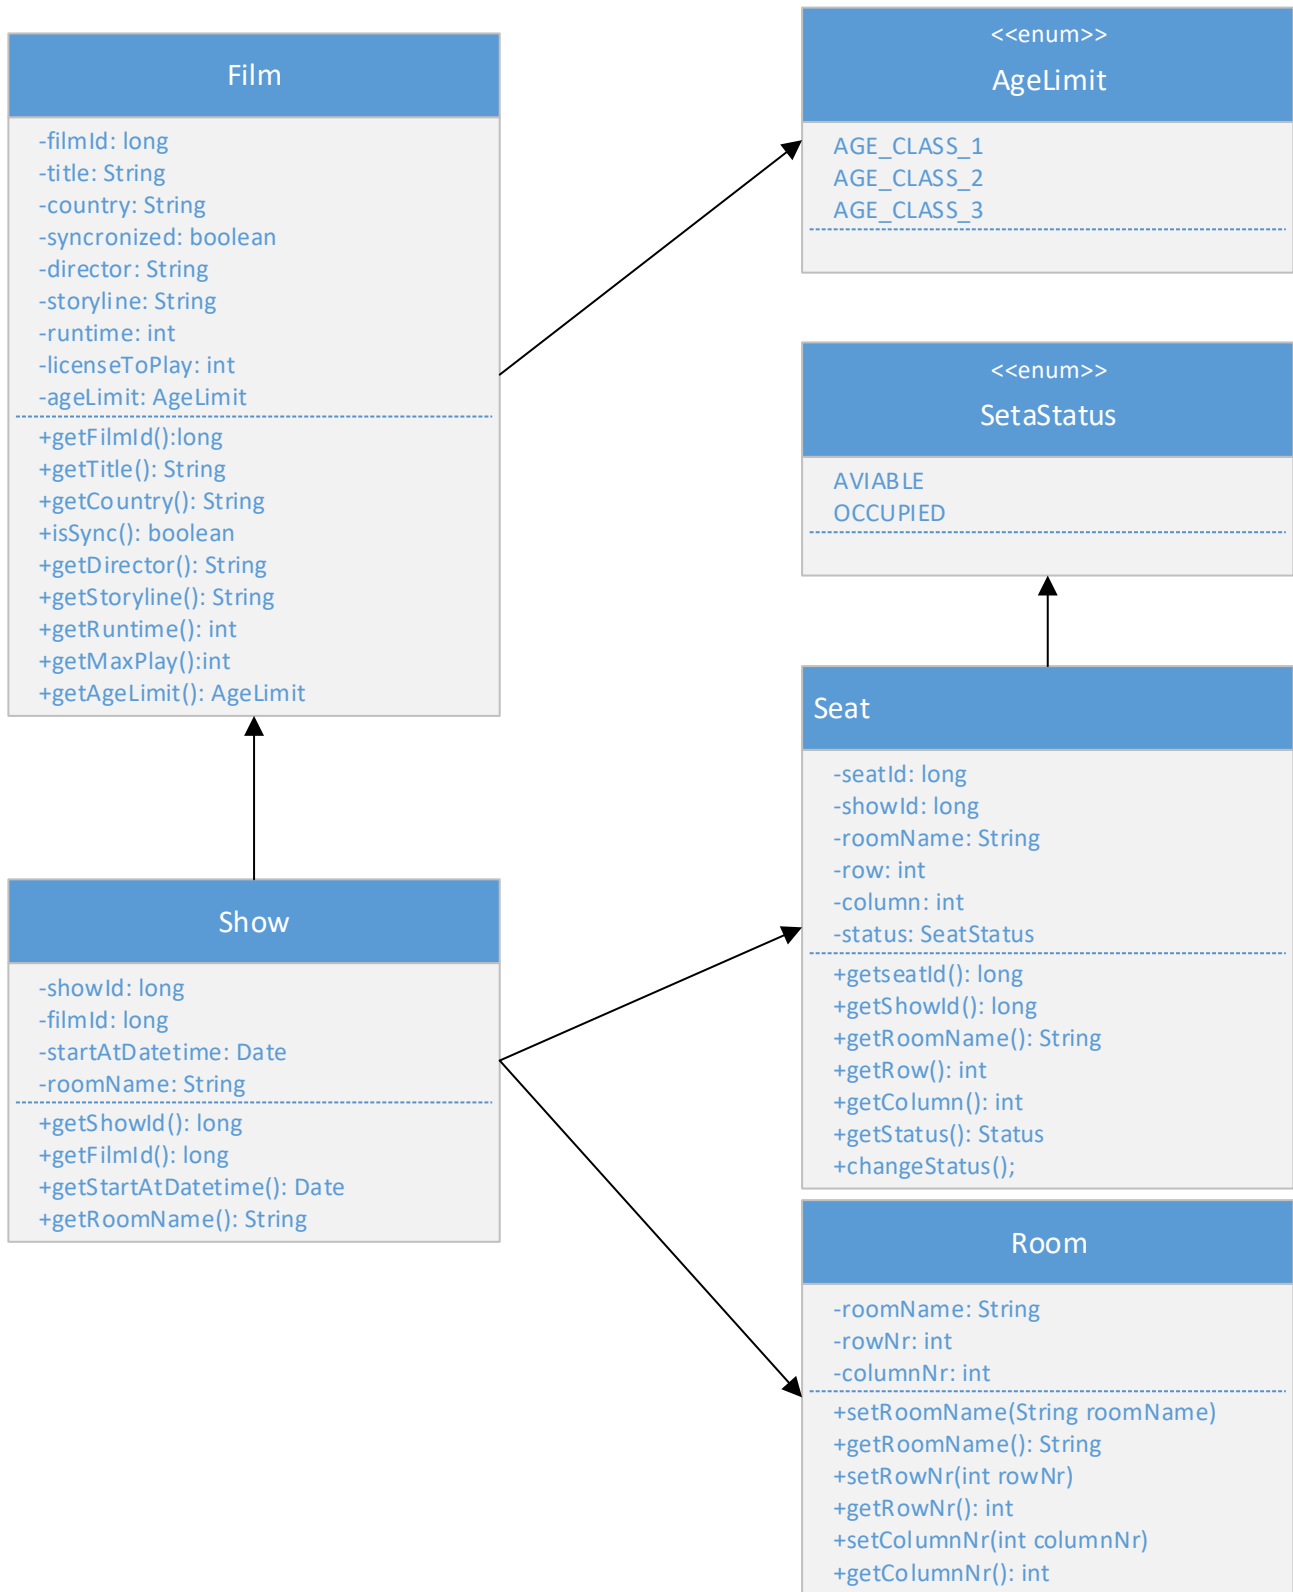 Film
-filmId: long
-title: String
-country: String
-syncronized: boolean
-director: String
-storyline: String
-runtime: int
-licenseToPlay: int
-ageLimit: AgeLimit
+getFilmId():long
+getTitle(): String
+getCountry(): String
+isSync(): boolean
+getDirector(): String
+getStoryline(): String
+getRuntime(): int
+getMaxPlay():int
+getAgeLimit(): AgeLimit
<<enum>>
AgeLimit
AGE_CLASS_1
AGE_CLASS_2
AGE_CLASS_3
<<enum>>
SetaStatus
AVIABLE
OCCUPIED
Seat
-seatId: long
-showId: long
-roomName: String
-row: int
-column: int
-status: SeatStatus
+getseatId(): long
+getShowId(): long
+getRoomName(): String
+getRow(): int
+getColumn(): int
+getStatus(): Status
+changeStatus();
Show
-showId: long
-filmId: long
-startAtDatetime: Date
-roomName: String
+getShowId(): long
+getFilmId(): long
+getStartAtDatetime(): Date
+getRoomName(): String
Room
-roomName: String
-rowNr: int
-columnNr: int
+setRoomName(String roomName)
+getRoomName(): String
+setRowNr(int rowNr)
+getRowNr(): int
+setColumnNr(int columnNr)
+getColumnNr(): int